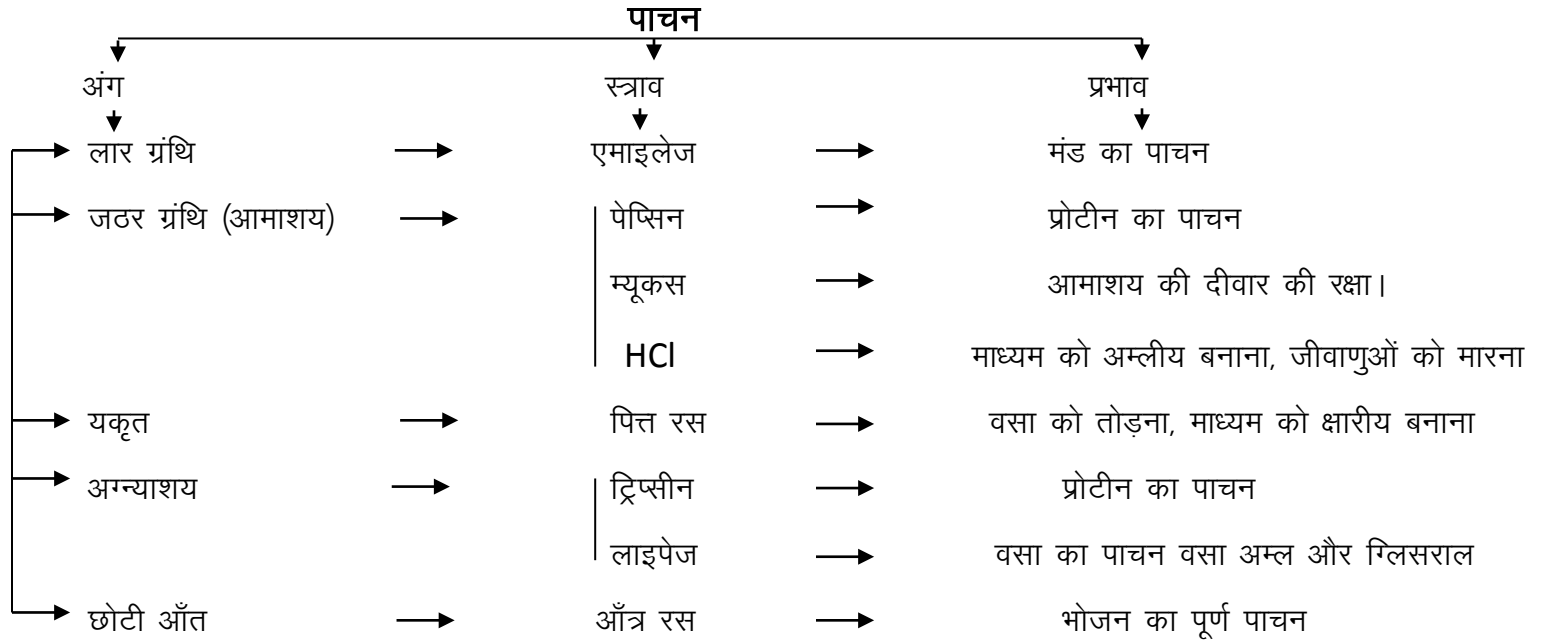 पाचन
अंग स्त्राव प्रभाव
लार ग्रंथि एमाइलेज मंड का पाचन
जठर ग्रंथि (आमाशय) पेप्सिन प्रोटीन का पाचन
म्यूकस आमाशय की दीवार की रक्षा।
HCl माध्यम को अम्लीय बनाना, जीवाणुओं को मारना
यकृत पित्त रस वसा को तोड़ना, माध्यम को क्षारीय बनाना
अग्न्याशय ट्रिप्सीन प्रोटीन का पाचन
लाइपेज वसा का पाचन वसा अम्ल और ग्लिसराल
छोटी आँत आँत्र रस भोजन का पूर्ण पाचन